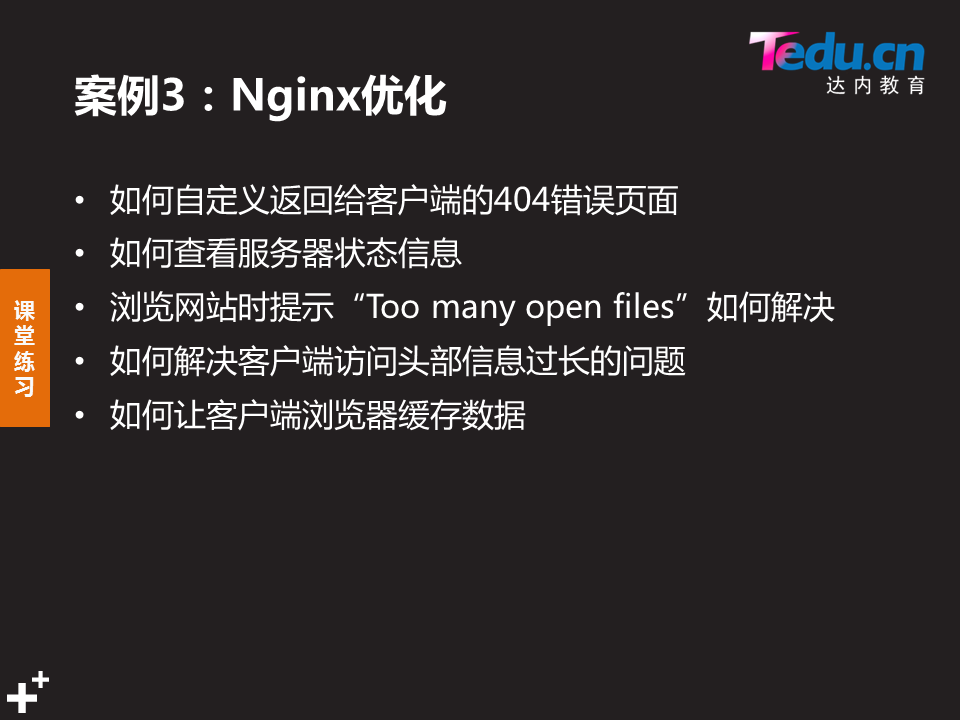 Tedu.cn
达内教育
案例3：Nginx优化
• 如何自定义返回给客户端的404错误页面
• 如何查看服务器状态信息
• 浏览网站时提示“Too many open files”如何解决
• 如何解决客户端访问头部信息过长的问题
• 如何让客户端浏览器缓存数据
课堂练习